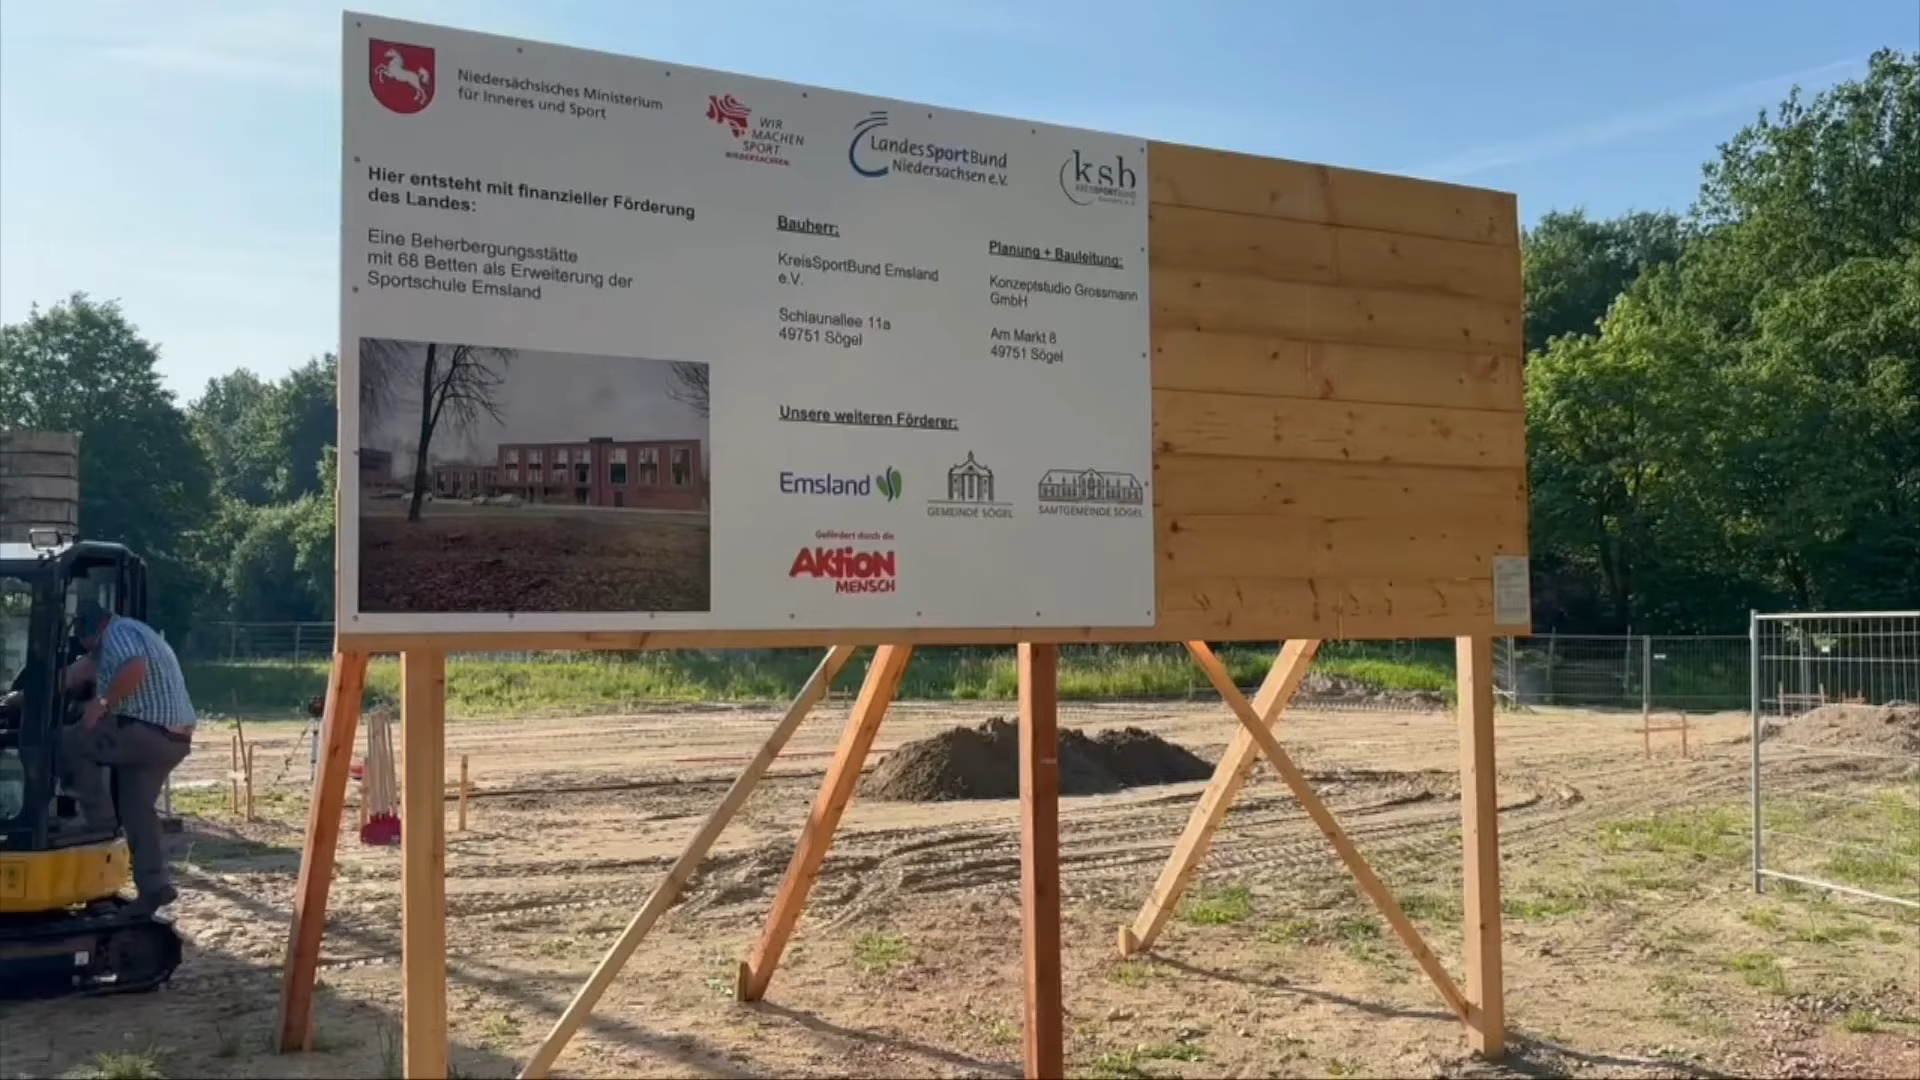 Niedersächsisches Ministerium
für Inneres und Sport
WIR
MACHEN
SPORT.
NIEDERSACHSEN
LandesSportBund
Niedersachsen e.V.
ksb
KREISSPORTBUND
Hier entsteht mit finanzieller Förderung
des Landes:
Eine Beherbergungsstätte
mit 68 Betten als Erweiterung der
Sportschule Emsland
Bauherr:
KreisSportBund Emsland
e.V.
Schlaunallee 11a
49751 Sögel
Planung + Bauleitung:
Konzeptstudio Grossmann
GmbH
Am Markt 8
49751 Sögel
Unsere weiteren Förderer:
Emsland
GEMEINDE SÖGEL
SAMTGEMEINDE SÖGEL
Gefördert durch die
AKtion
MENSCH